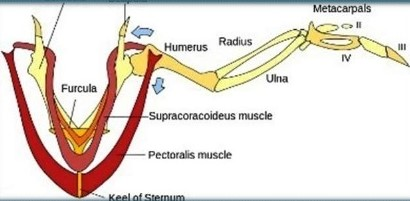 Metacarpals
II
III
IV
Humerus
Radius
Ulna
Furcula
Supracoracoideus muscle
Pectoralis muscle
Keel of Sternum